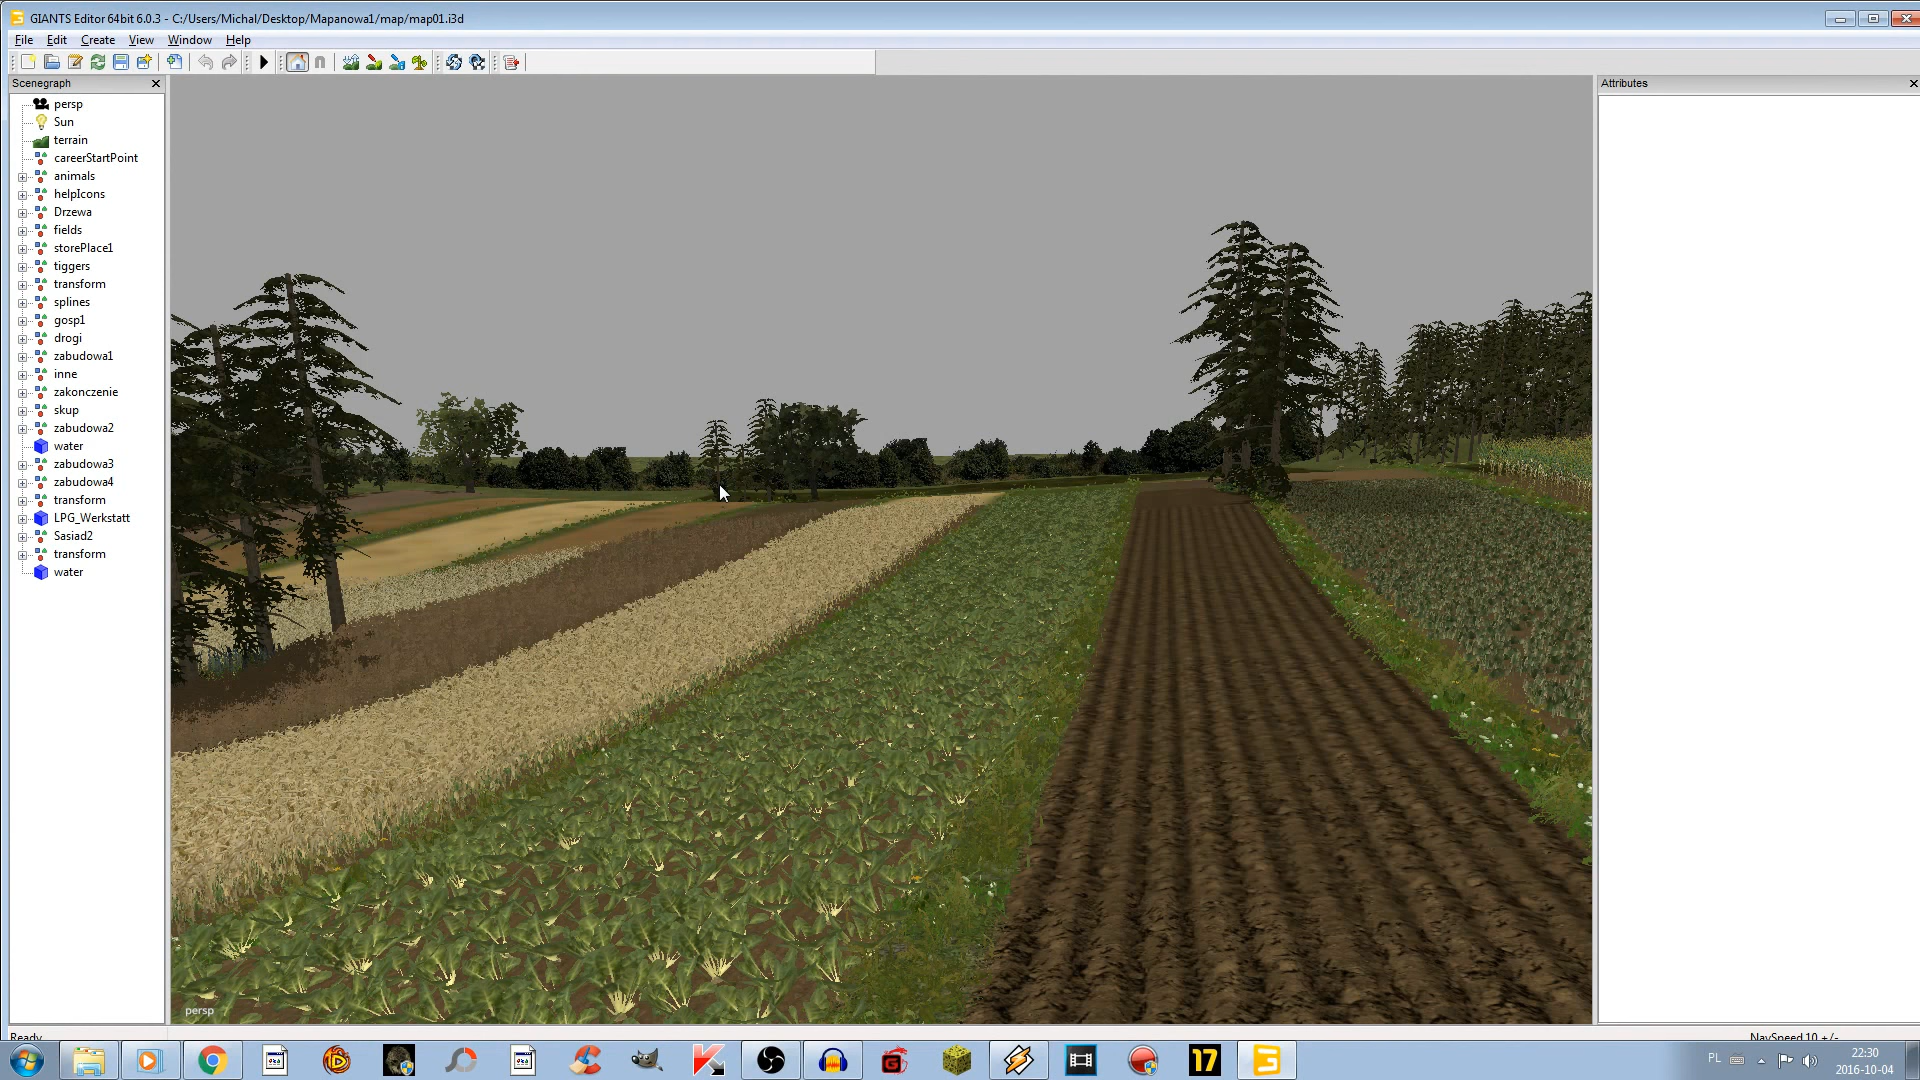 GIANTS Editor 64bit 6.0.3 - C:/Users/Michal/Desktop/Mapanowa1/map/map01.i3d
File Edit Create View Window Help
Scenegraph
Attributes
persp
Sun
terrain
careerStartPoint
animals
helpIcons
Drzewa
fields
storePlace1
tiggers
transform
splines
gosp1
drogi
zabudowa1
inne
zakonczenie
skup
zabudowa2
water
zabudowa3
zabudowa4
transform
LPG_Werkstatt
Sasiad2
transform
water
persp
Ready
NavSpeed 10 +/-
17
PL
22:30
2016-10-04